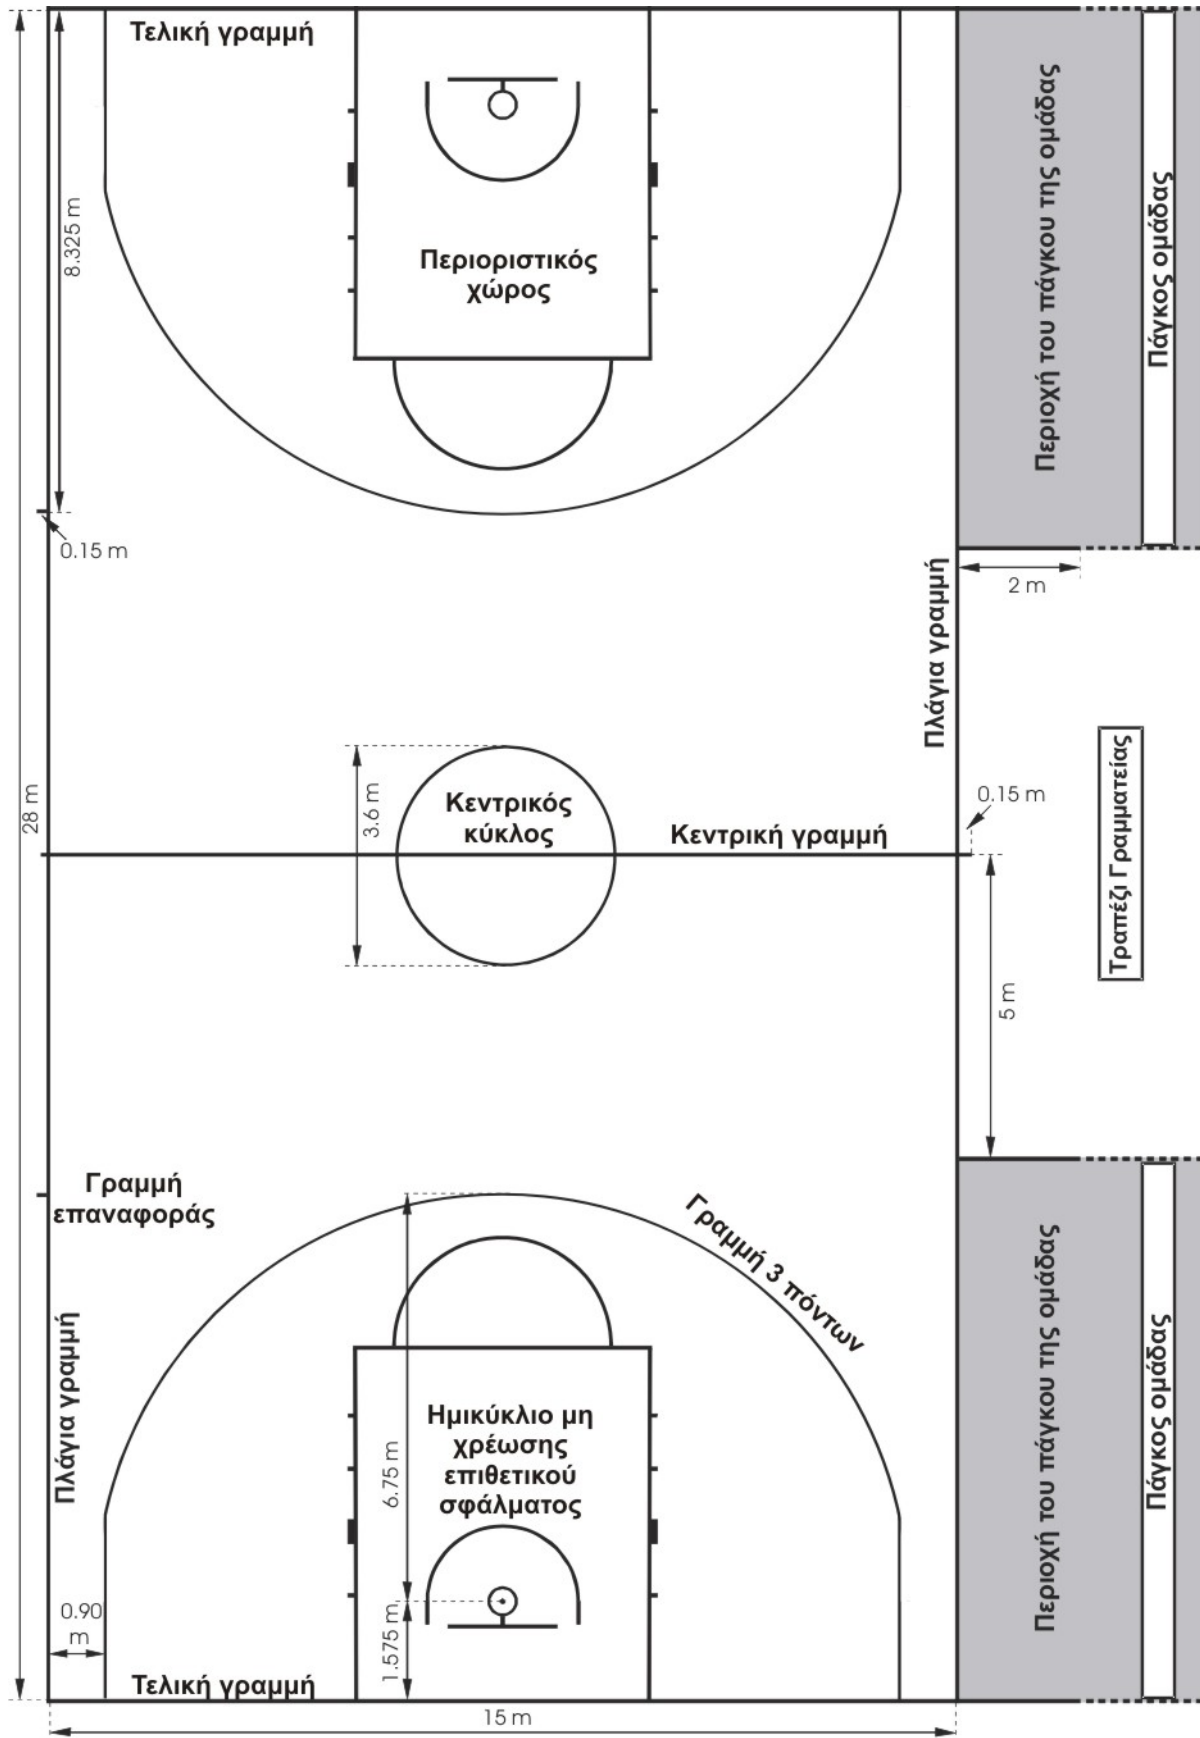 Τελική γραμμή
8.325 m
Περιοριστικός
χώρος
Περιοχή του πάγκου της ομάδας
Πάγκος ομάδας
0.15 m
2 m
Πλάγια γραμμή
28 m
3.6 m
Κεντρικός
κύκλος
Κεντρική γραμμή
0.15 m
Τραπέζι Γραμματείας
5 m
Γραμμή
επαναφοράς
Γραμμή 3 πόντων
Πλάγια γραμμή
6.75 m
Ημικύκλιο μη
χρέωσης
επιθετικού
σφάλματος
Περιοχή του πάγκου της ομάδας
Πάγκος ομάδας
0.90
m
1.575 m
Τελική γραμμή
15 m